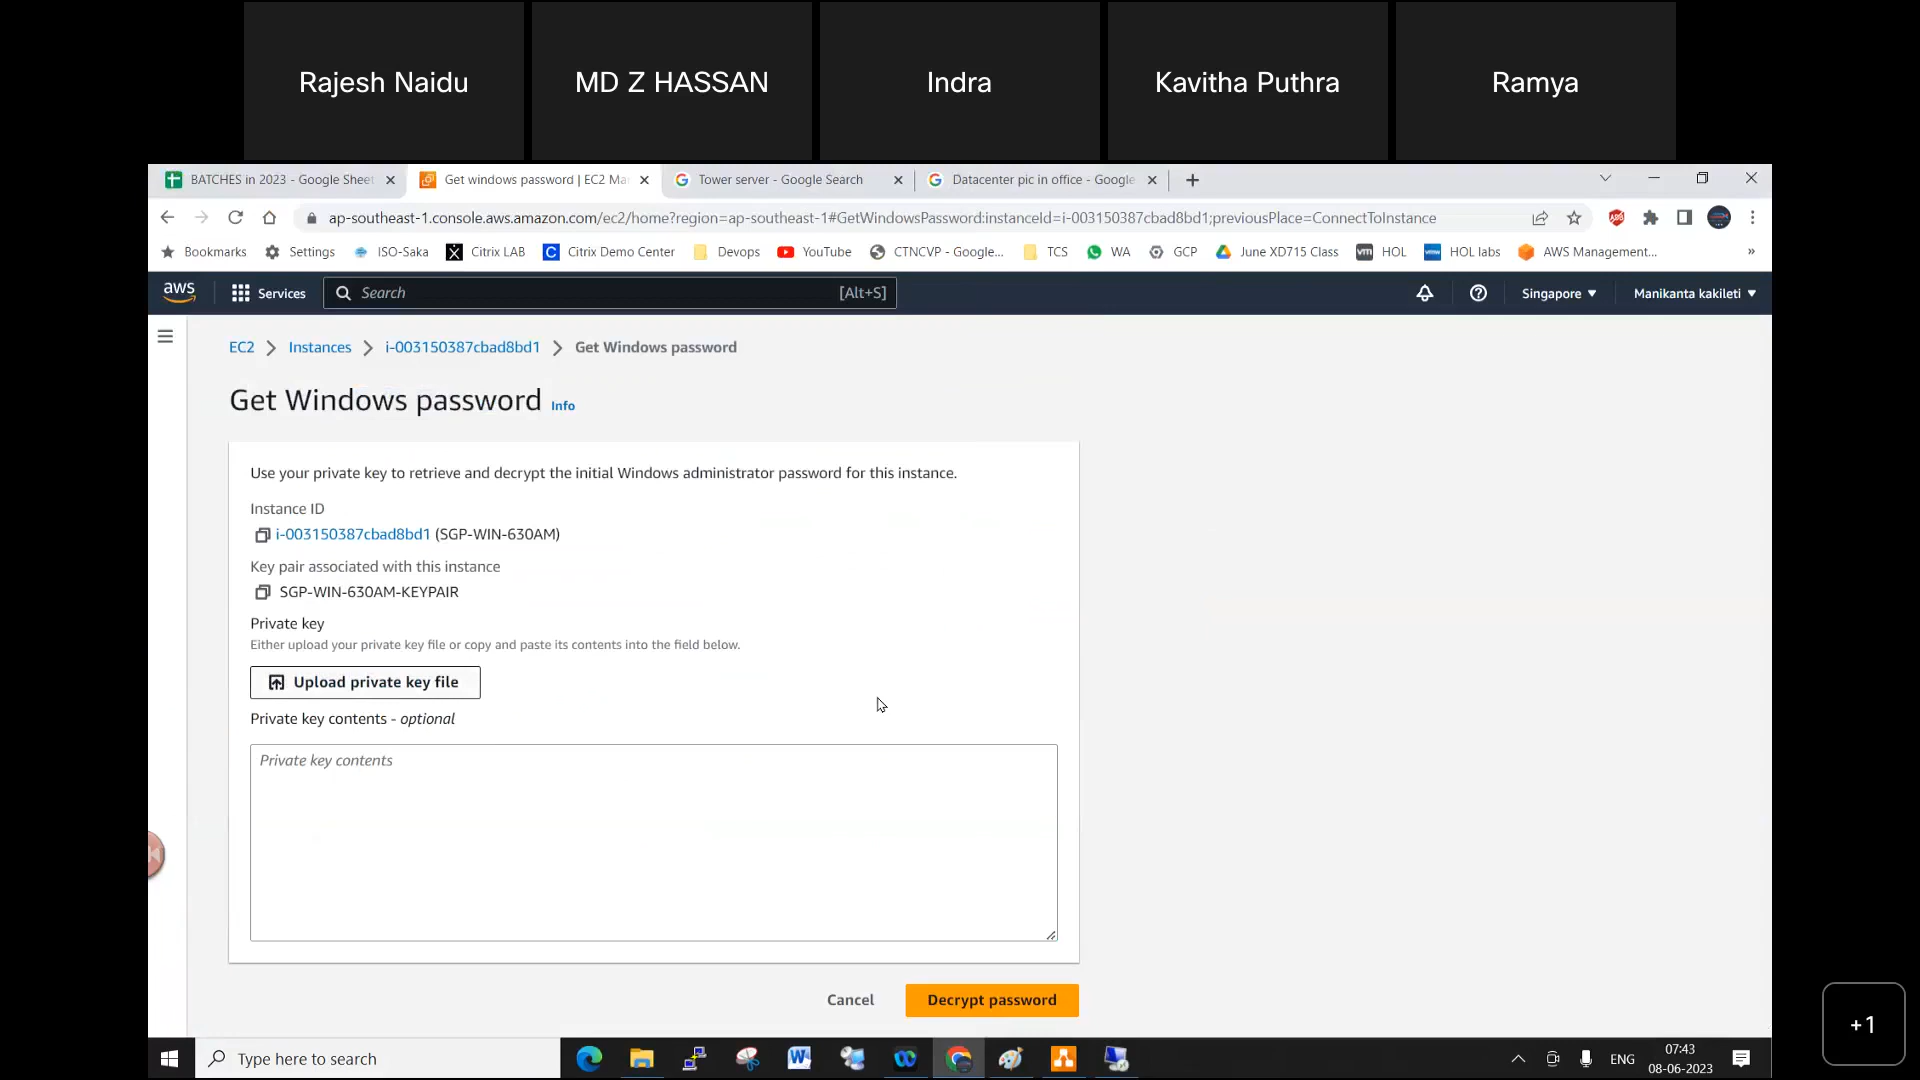 Rajesh Naidu
MD Z HASSAN
Indra
Kavitha Puthra
Ramya
BATCHES in 2023 - Google Sheet
Get windows password | EC2 Ma
Tower server - Google Search
Datacenter pic in office - Google
ap-southeast-1.console.aws.amazon.com/ec2/home?region=ap-southeast-1#GetWindowsPassword:instanceId=i-003150387cbad8bd1;previousPlace=ConnectToInstance
Bookmarks Settings ISO-Saka Citrix LAB Citrix Demo Center Devops YouTube CTNCVP - Google... TCS WA GCP June XD715 Class HOL HOL labs AWS Management... »
aws Services Search [Alt+S] Singapore Manikanta kakileti
EC2 Instances i-003150387cbad8bd1 Get Windows password
Get Windows password Info
Use your private key to retrieve and decrypt the initial Windows administrator password for this instance.
Instance ID
i-003150387cbad8bd1 (SGP-WIN-630AM)
Key pair associated with this instance
SGP-WIN-630AM-KEYPAIR
Private key
Either upload your private key file or copy and paste its contents into the field below.
Upload private key file
Private key contents - optional
Private key contents
Cancel
Decrypt password
+1
Type here to search
ENG
07:43
08-06-2023